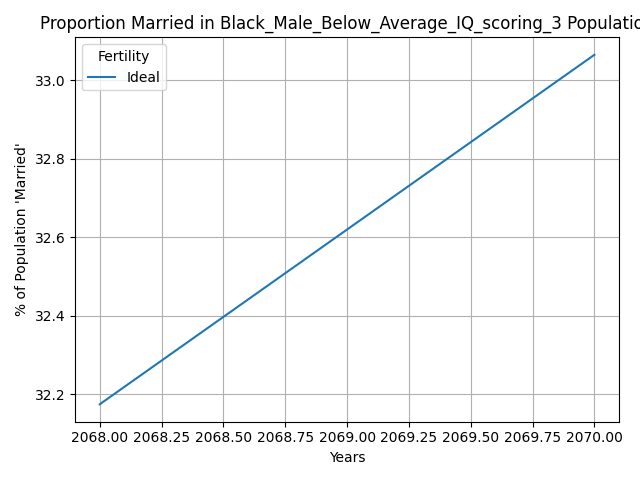 Proportion Married in Black_Male_Below_Average_IQ_scoring_3 Populatio
Fertility
Ideal
% of Population 'Married'
33.0
32.8
32.6
32.4
32.2
2068.00 2068.25 2068.50 2068.75 2069.00 2069.25 2069.50 2069.75 2070.00
Years